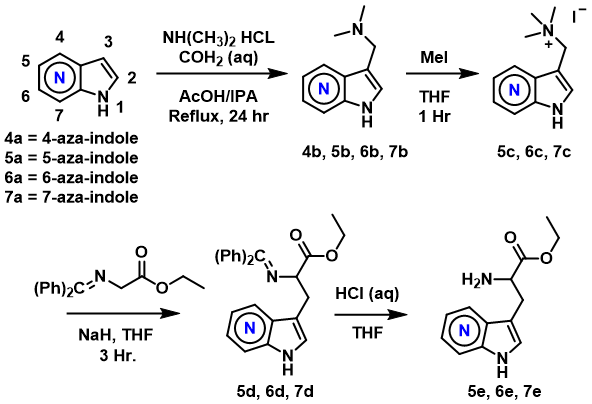 4
5
3
N
2
6
N
H
1
7
4a = 4-aza-indole
5a = 5-aza-indole
6a = 6-aza-indole
7a = 7-aza-indole
NH(CH₃)₂ HCL
COH₂ (aq)
AcOH/IPA
Reflux, 24 hr
N
N
N
H
4b, 5b, 6b, 7b
MeI
THF
1 Hr
I⁻
N
+
N
N
H
5c, 6c, 7c
O
(Ph)₂C
N
O
NaH, THF
3 Hr.
O
(Ph)₂C
O
N
N
N
H
5d, 6d, 7d
HCl (aq)
THF
O
O
H₂N
N
N
H
5e, 6e, 7e